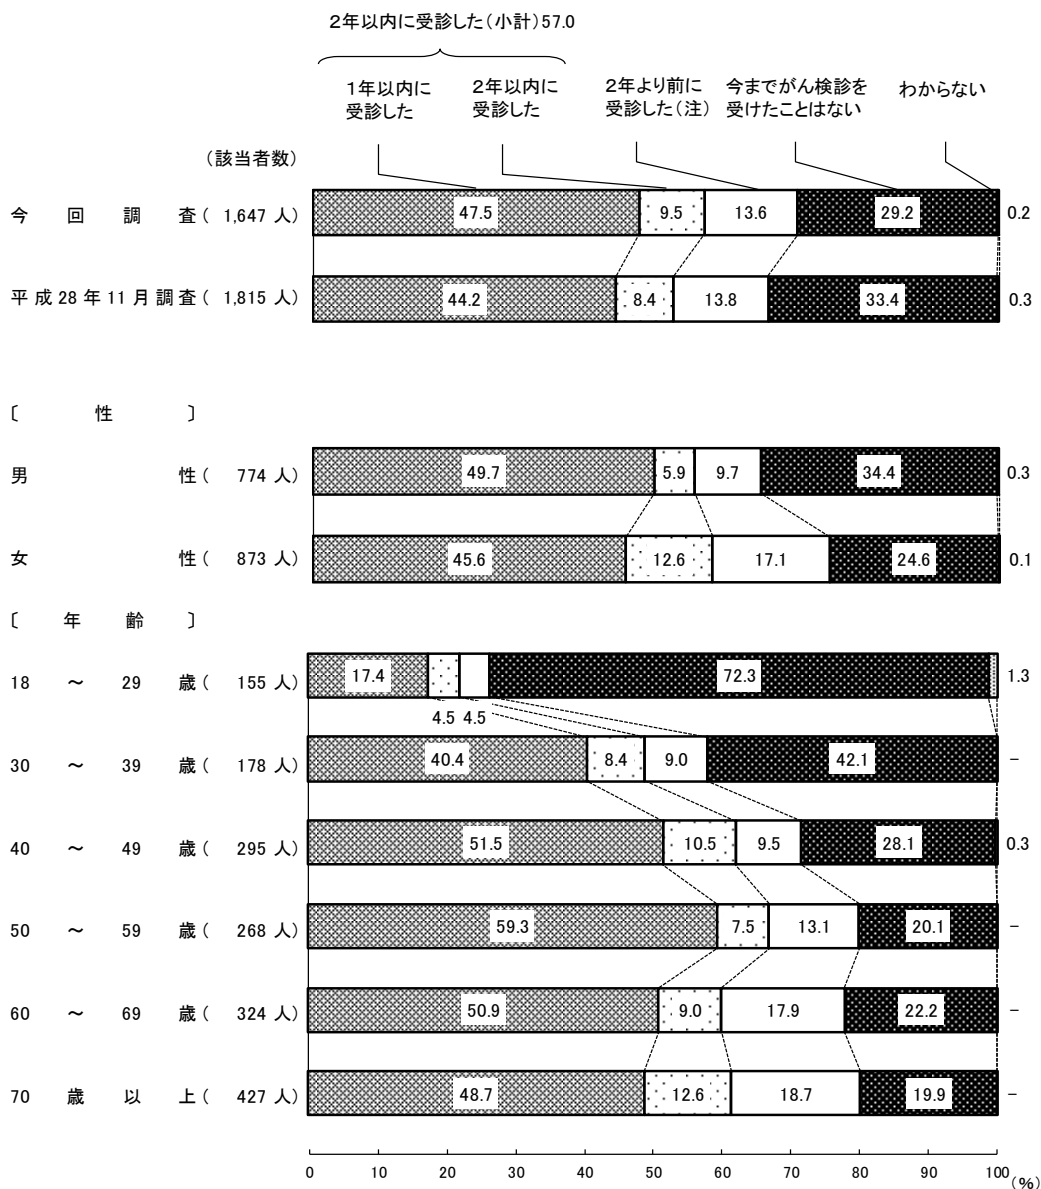 2年以内に受診した(小計)57.0
1年以内に
受診した
2年以内に
受診した
2年より前に
受診した(注)
今までがん検診を
受けたことはない
わからない
(該当者数)
今回調査( 1,647 人) 47.5 9.5 13.6 29.2 0.2
平成28年11月調査( 1,815 人) 44.2 8.4 13.8 33.4 0.3
〔 性 〕
男性( 774 人) 49.7 5.9 9.7 34.4 0.3
女性( 873 人) 45.6 12.6 17.1 24.6 0.1
〔 年齢 〕
18 ～ 29 歳( 155 人) 17.4 72.3 1.3
4.5 4.5
30 ～ 39 歳( 178 人) 40.4 8.4 9.0 42.1 −
40 ～ 49 歳( 295 人) 51.5 10.5 9.5 28.1 0.3
50 ～ 59 歳( 268 人) 59.3 7.5 13.1 20.1 −
60 ～ 69 歳( 324 人) 50.9 9.0 17.9 22.2 −
70 歳以上( 427 人) 48.7 12.6 18.7 19.9 −
0 10 20 30 40 50 60 70 80 90 100
(%)